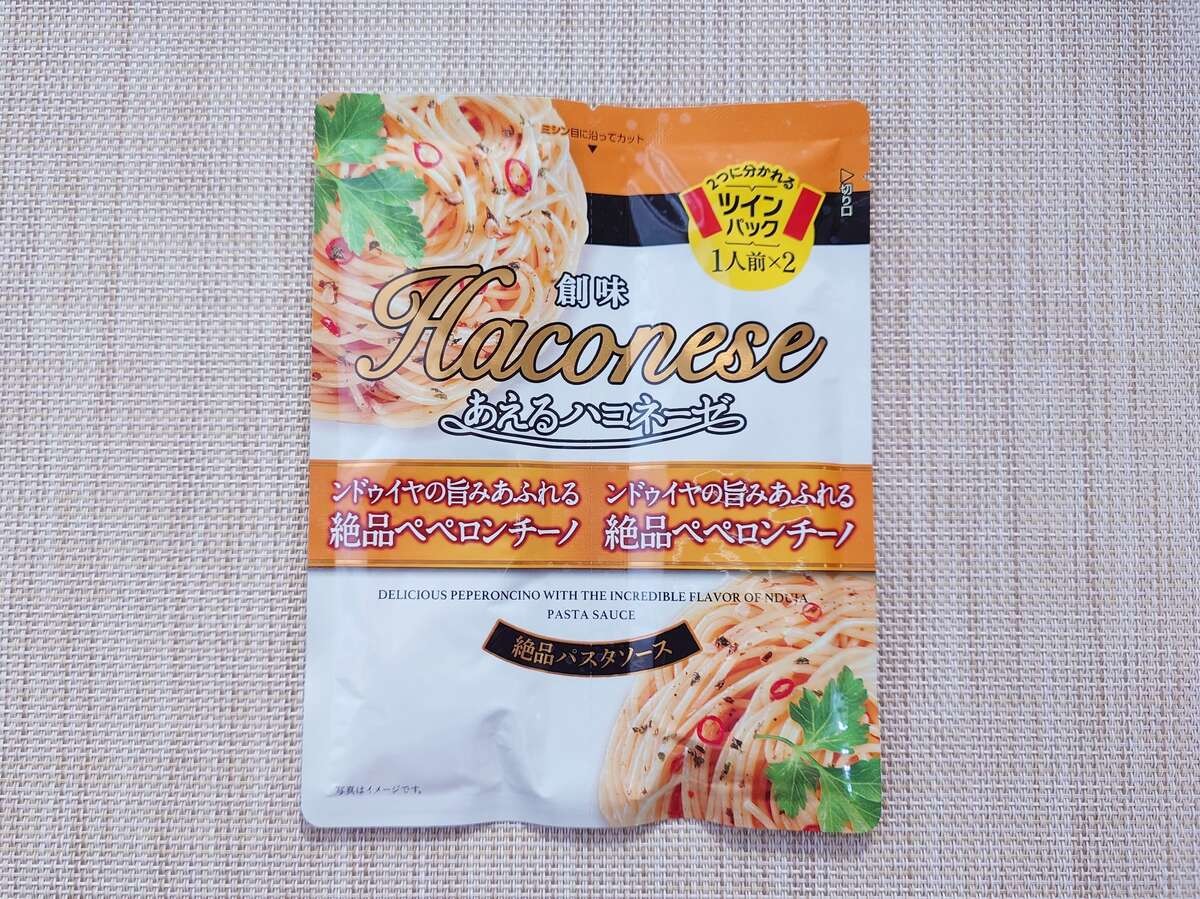 ミシン目に沿ってカット
▼
▷切り口
2つに分かれる
ツイン
パック
1人前×2
創味
Haconese
あえるハコネーゼ
ンドゥイヤの旨みあふれる
絶品ペペロンチーノ
ンドゥイヤの旨みあふれる
絶品ペペロンチーノ
DELICIOUS PEPERONCINO WITH THE INCREDIBLE FLAVOR OF NDUJA
PASTA SAUCE
絶品パスタソース
写真はイメージです。